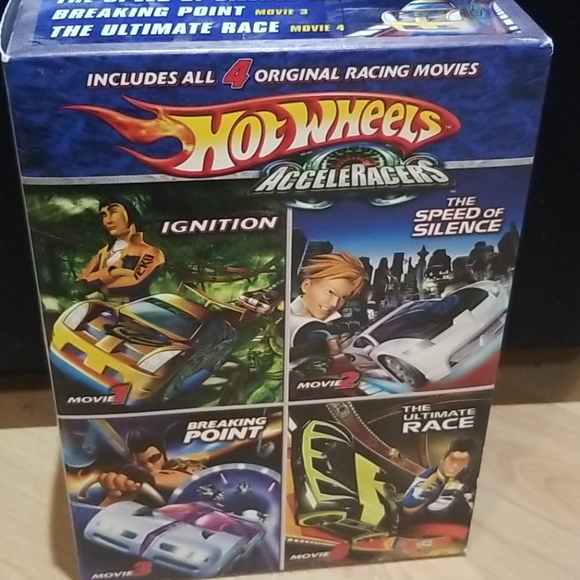 BREAKING POINT MOVIE 3
THE ULTIMATE RACE MOVIE 4
INCLUDES ALL 4 ORIGINAL RACING MOVIES
HOT WHEELS
ACCELERACERS
IGNITION
TEKU
MOVIE 1
THE
SPEED OF
SILENCE
MOVIE 2
BREAKING
POINT
MOVIE 3
THE
ULTIMATE
RACE
MOVIE